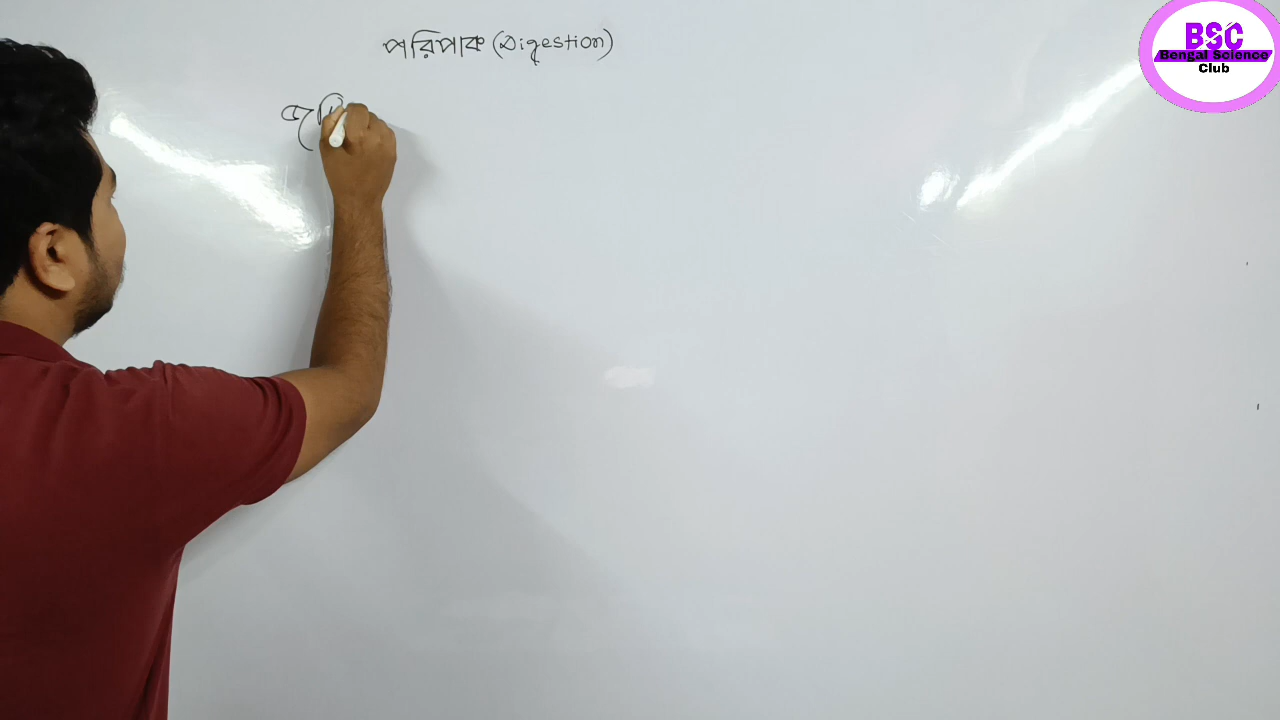 পরিপাক (Digestion)
BSC
Bengal Science
Club